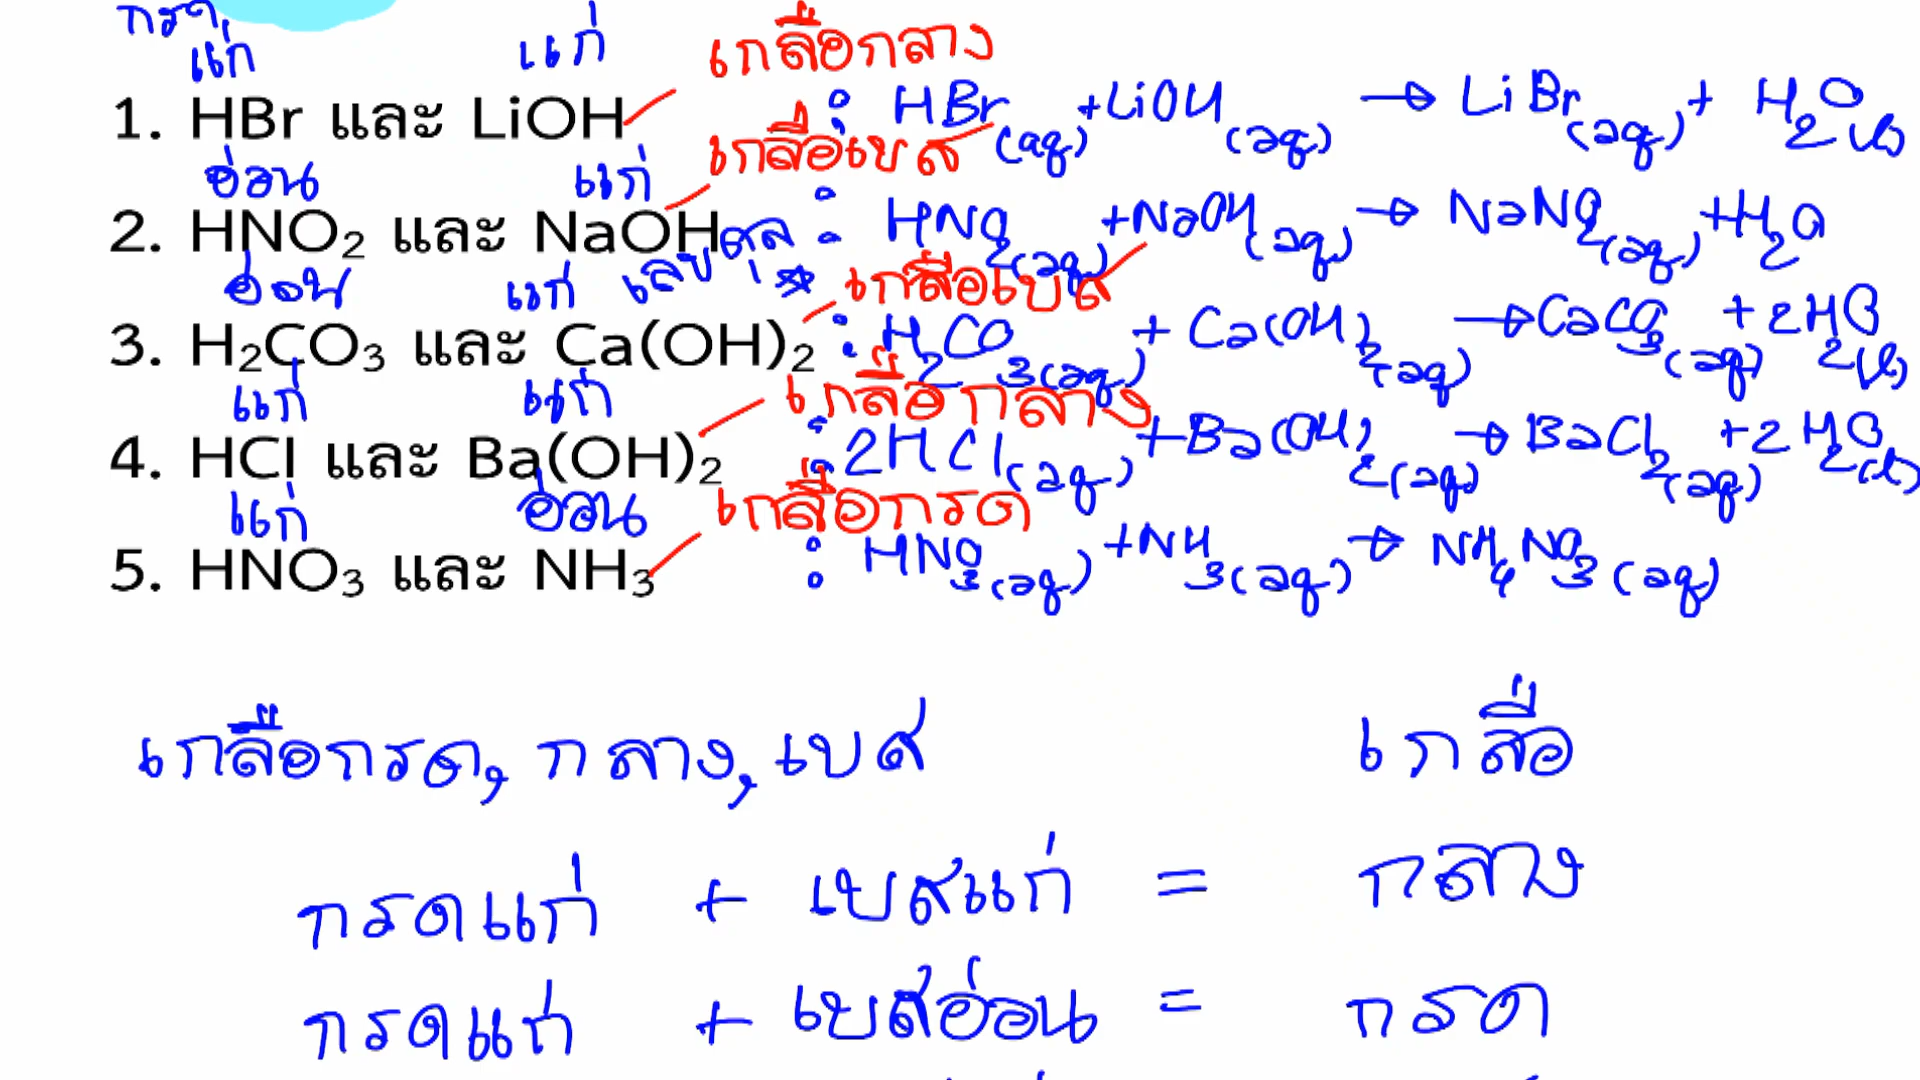 กรด
แก่ แก่ เกลือกลาง
1. HBr และ LiOH : HBr(aq) + LiOH(aq) → LiBr(aq) + H2O(l)
อ่อน แก่ เกลือเบส
2. HNO2 และ NaOH : HNO2(aq) + NaOH(aq) → NaNO2(aq) + H2O
อ่อน แก่ เลขดุล เกลือเบส
3. H2CO3 และ Ca(OH)2 : H2CO3(aq) + Ca(OH)2(aq) → CaCO3(aq) + 2H2O(l)
แก่ แก่ เกลือกลาง
4. HCl และ Ba(OH)2 : 2HCl(aq) + Ba(OH)2(aq) → BaCl2(aq) + 2H2O(l)
แก่ อ่อน เกลือกรด
5. HNO3 และ NH3 : HNO3(aq) + NH3(aq) → NH4NO3(aq)
เกลือกรด, กลาง, เบส เกลือ
กรดแก่ + เบสแก่ = กลาง
กรดแก่ + เบสอ่อน = กรด